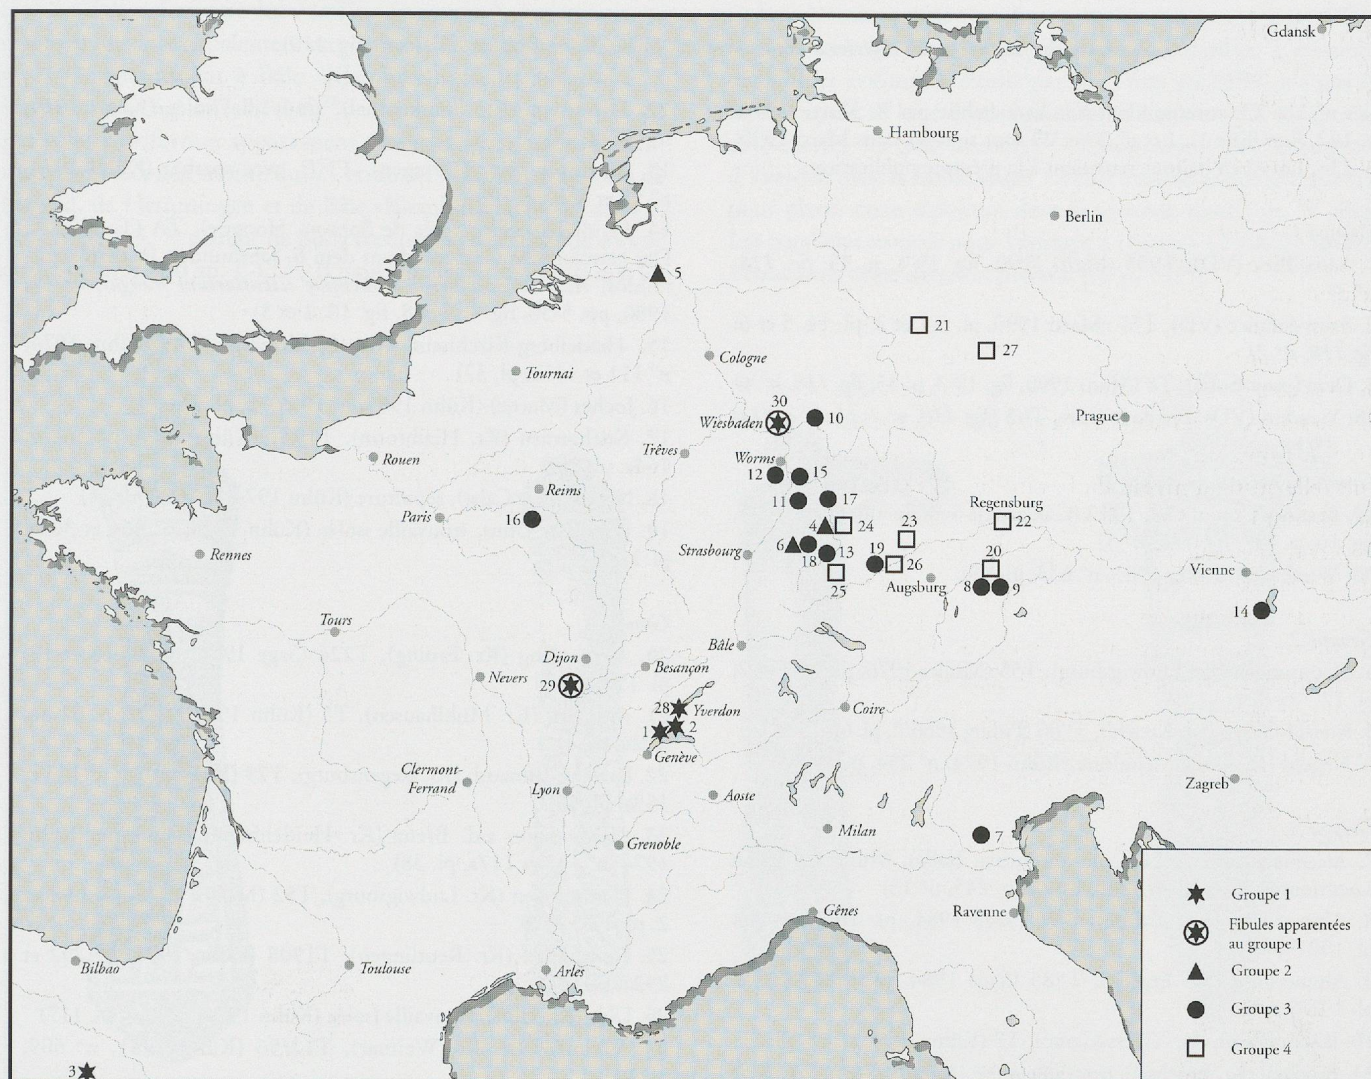 Gdansk
Hambourg
Berlin
5
21
27
Cologne
Tournai
30
Wiesbaden
10
Prague
Trêves
Worms
Rouen
12
15
Reims
11
17
Regensburg
22
Paris
16
4
24
23
Rennes
Strasbourg
6
18
13
19
26
20
Vienne
25
Augsburg
8
9
14
Tours
Bâle
Dijon
Besançon
Nevers
29
28
Yverdon
Coire
1
2
Genève
Clermont-
Ferrand
Lyon
Aoste
Zagreb
Milan
7
Grenoble
Gênes
Ravenne
Bilbao
Toulouse
Arles
3
Groupe 1
Fibules apparentées
au groupe 1
Groupe 2
Groupe 3
Groupe 4